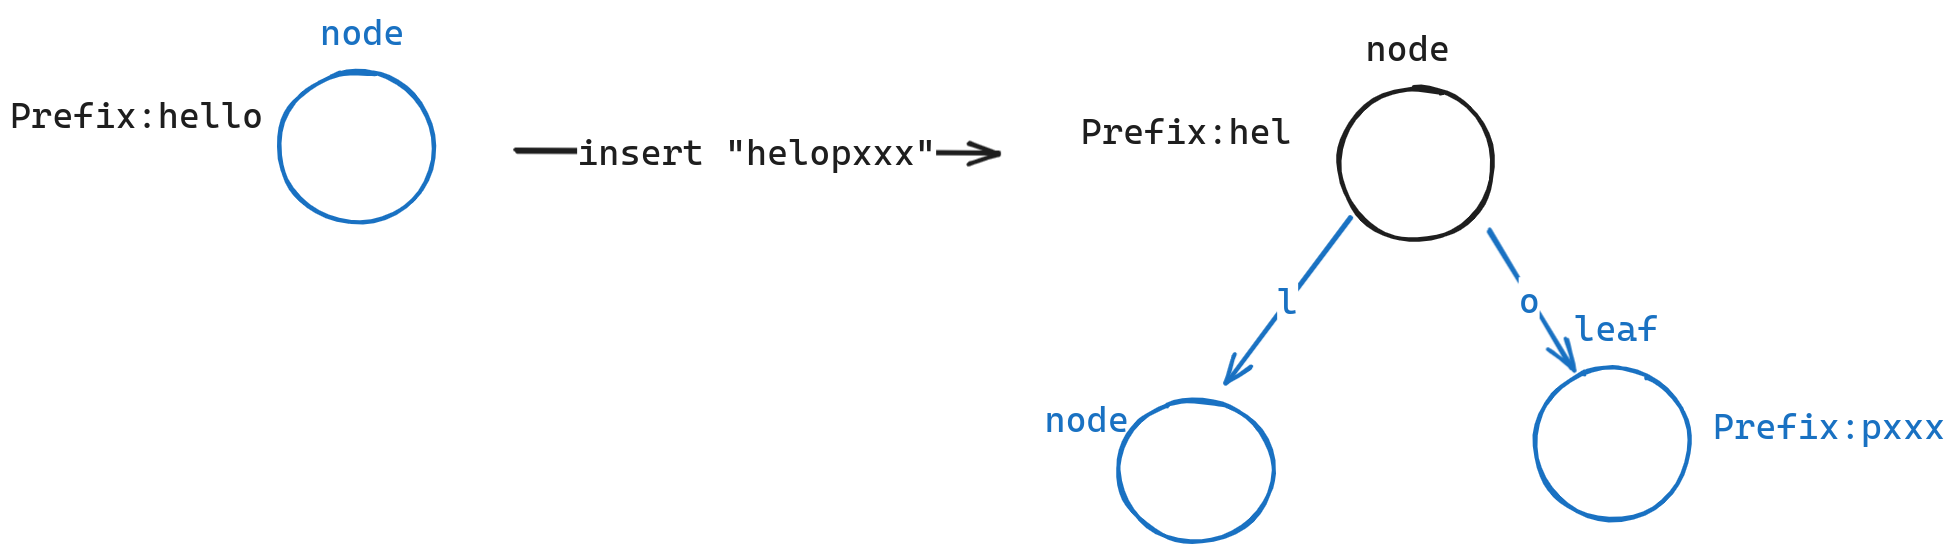 node
Prefix:hello
insert "helopxxx"
node
Prefix:hel
l
o
leaf
node
Prefix:pxxx